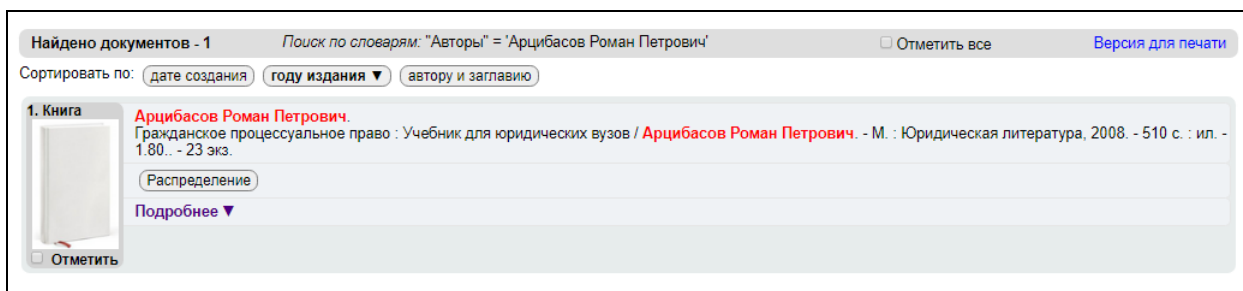 Найдено документов - 1 Поиск по словарям: "Авторы" = 'Арцибасов Роман Петрович' Отметить все Версия для печати
Сортировать по: дате создания году издания ▼ автору и заглавию
1. Книга
Арцибасов Роман Петрович.
Гражданское процессуальное право : Учебник для юридических вузов / Арцибасов Роман Петрович. - М. : Юридическая литература, 2008. - 510 с. : ил. -
1.80.. - 23 экз.
Распределение
Подробнее ▼
Отметить